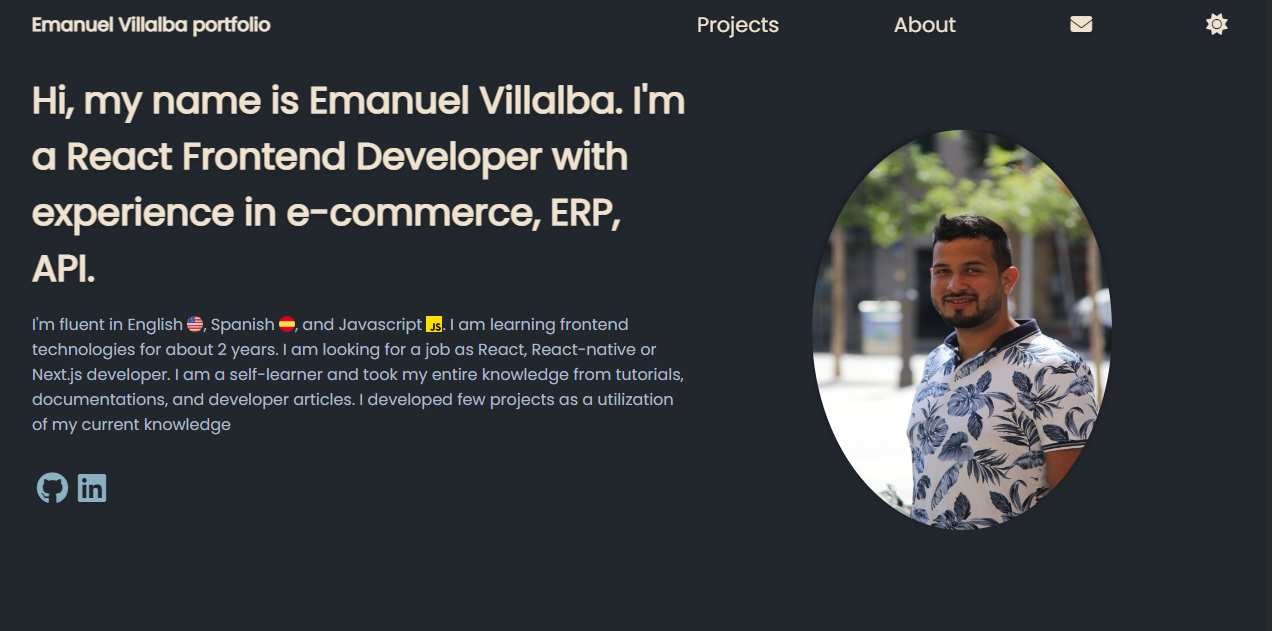 Emanuel Villalba portfolio
Projects
About
Hi, my name is Emanuel Villalba. I'm
a React Frontend Developer with
experience in e-commerce, ERP,
API.
I'm fluent in English 🇺🇸, Spanish 🇪🇸, and Javascript JS. I am learning frontend
technologies for about 2 years. I am looking for a job as React, React-native or
Next.js developer. I am a self-learner and took my entire knowledge from tutorials,
documentations, and developer articles. I developed few projects as a utilization
of my current knowledge
in